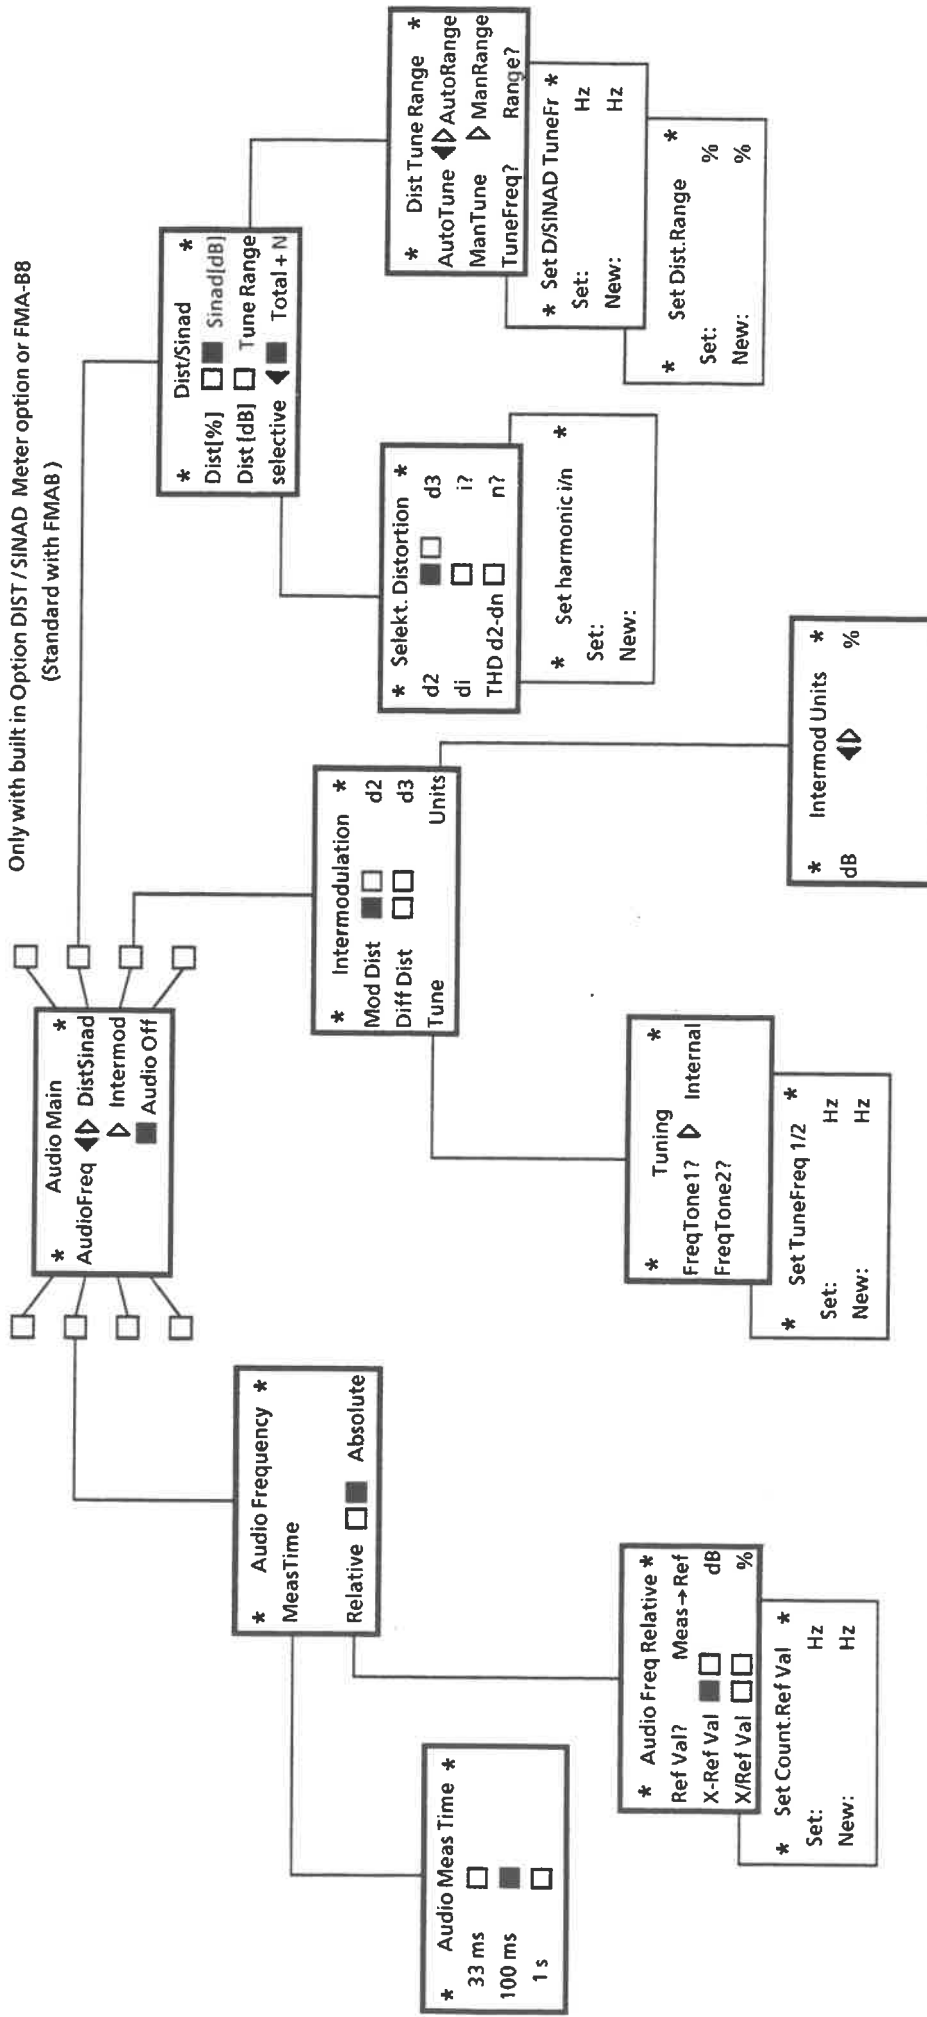 Only with built in Option DIST / SINAD Meter option or FMA-B8
(Standard with FMAB )
* Audio Main *
AudioFreq DistSinad
Intermod
Audio Off
* Audio Frequency *
MeasTime
Relative Absolute
* Audio Meas Time *
33 ms
100 ms
1 s
* Audio Freq Relative *
Ref Val? Meas→Ref
X-Ref Val dB
X/Ref Val %
* Set Count.Ref Val *
Set: Hz
New: Hz
* Intermodulation *
Mod Dist d2
Diff Dist d3
Tune Units
* Tuning *
FreqTone1? Internal
FreqTone2?
* Set TuneFreq 1/2 *
Set: Hz
New: Hz
* Intermod Units *
dB %
* Dist/Sinad *
Dist[%] Sinad[dB]
Dist [dB] Tune Range
selective Total + N
* Selekt. Distortion *
d2 d3
di i?
THD d2-dn n?
* Set harmonic i/n *
Set:
New:
* Dist Tune Range *
AutoTune AutoRange
ManTune ManRange
TuneFreq? Range?
* Set D/SINAD TuneFr *
Set: Hz
New: Hz
* Set Dist.Range *
Set: %
New: %